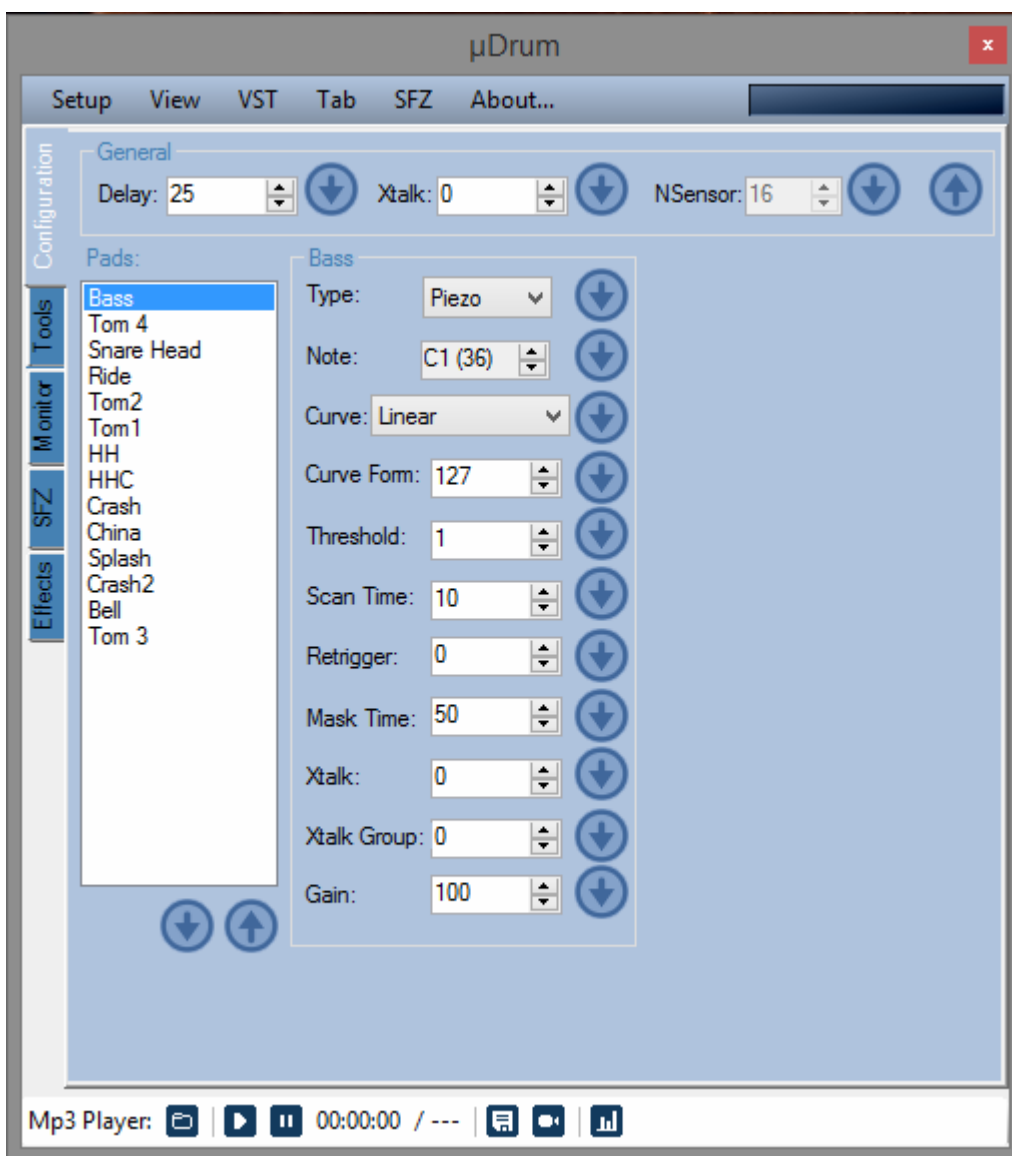 µDrum
x
Setup View VST Tab SFZ About...
Configuration
Tools
Monitor
SFZ
Effects
General
Delay: 25 Xtalk: 0 NSensor: 16
Pads:
Bass
Tom 4
Snare Head
Ride
Tom2
Tom1
HH
HHC
Crash
China
Splash
Crash2
Bell
Tom 3
Bass
Type: Piezo
Note: C1 (36)
Curve: Linear
Curve Form: 127
Threshold: 1
Scan Time: 10
Retrigger: 0
Mask Time: 50
Xtalk: 0
Xtalk Group: 0
Gain: 100
Mp3 Player: 00:00:00 / ---